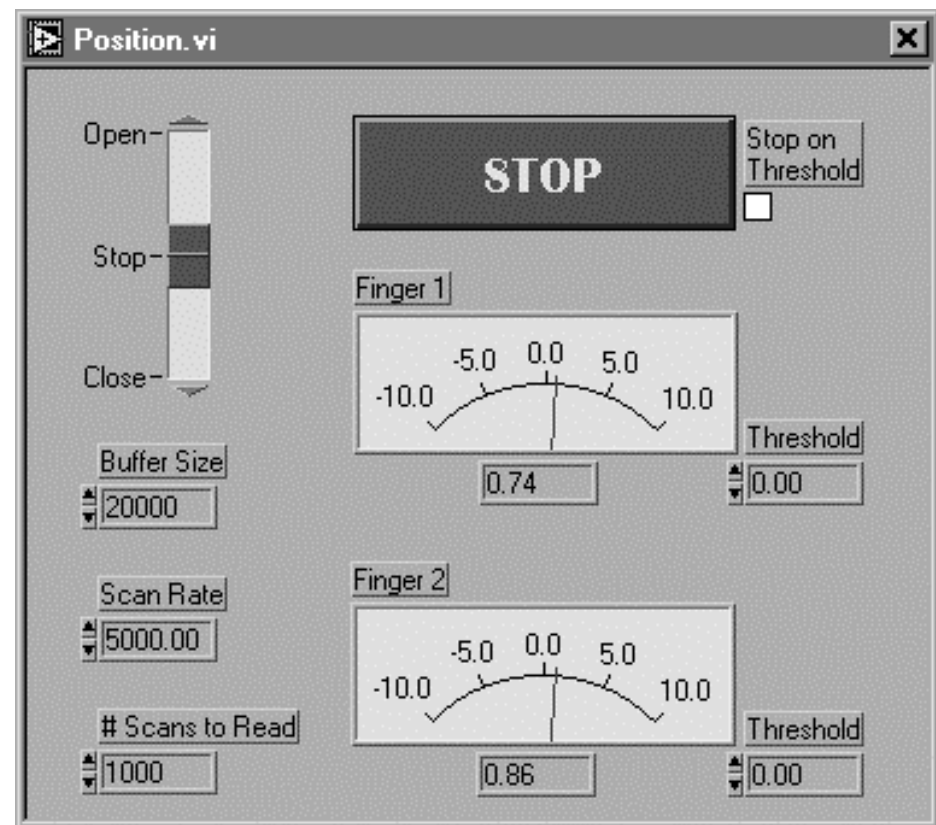 Position.vi
Open
Stop
Close
STOP
Stop on
Threshold
Finger 1
-10.0 -5.0 0.0 5.0 10.0
0.74
Threshold
0.00
Buffer Size
20000
Scan Rate
5000.00
# Scans to Read
1000
Finger 2
-10.0 -5.0 0.0 5.0 10.0
0.86
Threshold
0.00